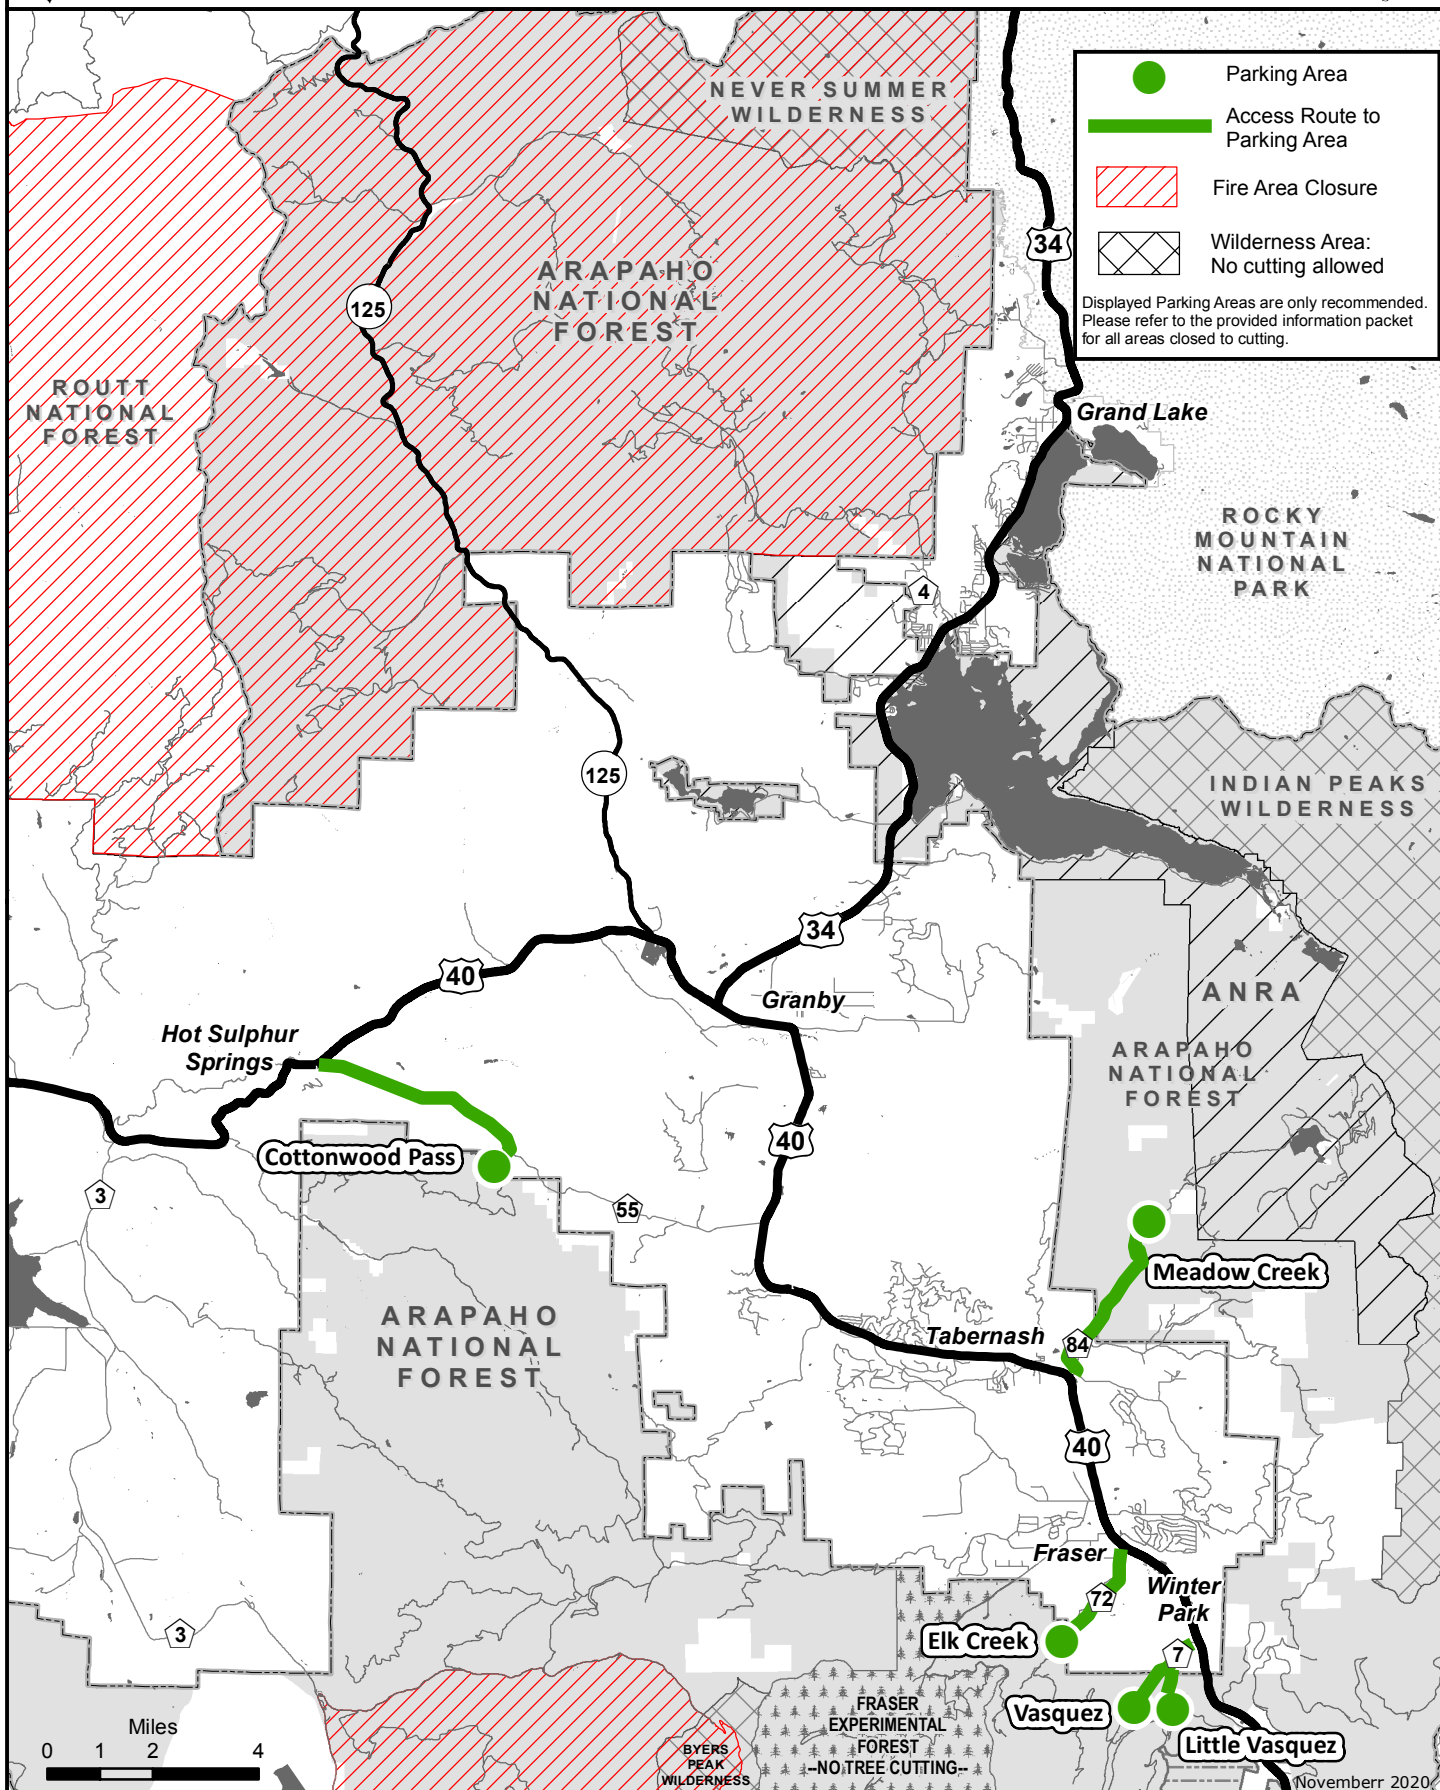 Parking Area
Access Route to
Parking Area
Fire Area Closure
Wilderness Area:
No cutting allowed
Displayed Parking Areas are only recommended.
Please refer to the provided information packet
for all areas closed to cutting.
NEVER SUMMER
WILDERNESS
34
ARAPAHO
NATIONAL
FOREST
125
ROUTT
NATIONAL
FOREST
Grand Lake
ROCKY
MOUNTAIN
NATIONAL
PARK
4
125
INDIAN PEAKS
WILDERNESS
34
40
ANRA
Granby
Hot Sulphur
Springs
ARAPAHO
NATIONAL
FOREST
40
Cottonwood Pass
3
55
Meadow Creek
ARAPAHO
NATIONAL
FOREST
Tabernash
84
40
Fraser
72
Winter
Park
3
Elk Creek
7
Vasquez
Little Vasquez
FRASER
EXPERIMENTAL
FOREST
--NO TREE CUTTING--
BYERS
PEAK
WILDERNESS
Miles
0 1 2 4
Novemberr 2020